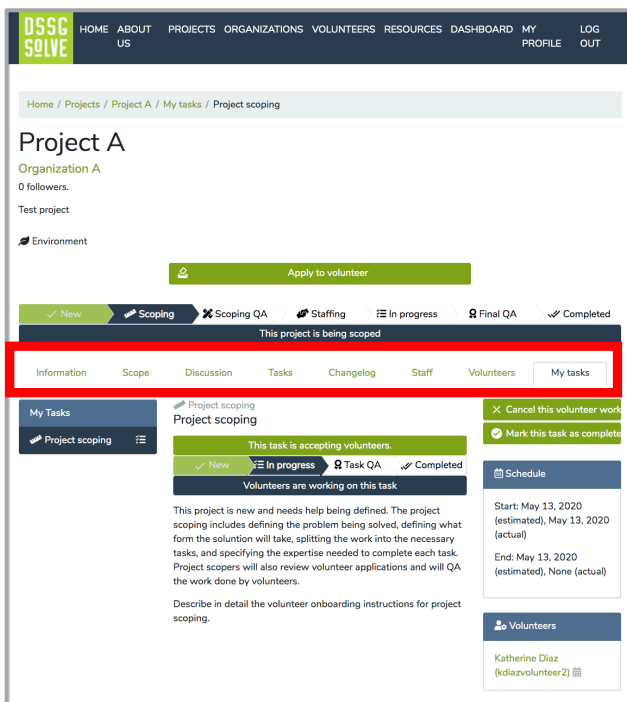 DSSG
SOLVE
HOME ABOUT US PROJECTS ORGANIZATIONS VOLUNTEERS RESOURCES DASHBOARD MY PROFILE LOG OUT
Home / Projects / Project A / My tasks / Project scoping
Project A
Organization A
0 followers.
Test project
Environment
Apply to volunteer
New Scoping Scoping QA Staffing In progress Final QA Completed
This project is being scoped
Information Scope Discussion Tasks Changelog Staff Volunteers My tasks
My Tasks
Project scoping
Project scoping
Project scoping
This task is accepting volunteers.
New In progress Task QA Completed
Volunteers are working on this task
This project is new and needs help being defined. The project
scoping includes defining the problem being solved, defining what
form the soluntion will take, splitting the work into the necessary
tasks, and specifying the expertise needed to complete each task.
Project scopers will also review volunteer applications and will QA
the work done by volunteers.
Describe in detail the volunteer onboarding instructions for project
scoping.
Cancel this volunteer work
Mark this task as complete
Schedule
Start: May 13, 2020
(estimated), May 13, 2020
(actual)
End: May 13, 2020
(estimated), None (actual)
Volunteers
Katherine Diaz
(kdiazvolunteer2)